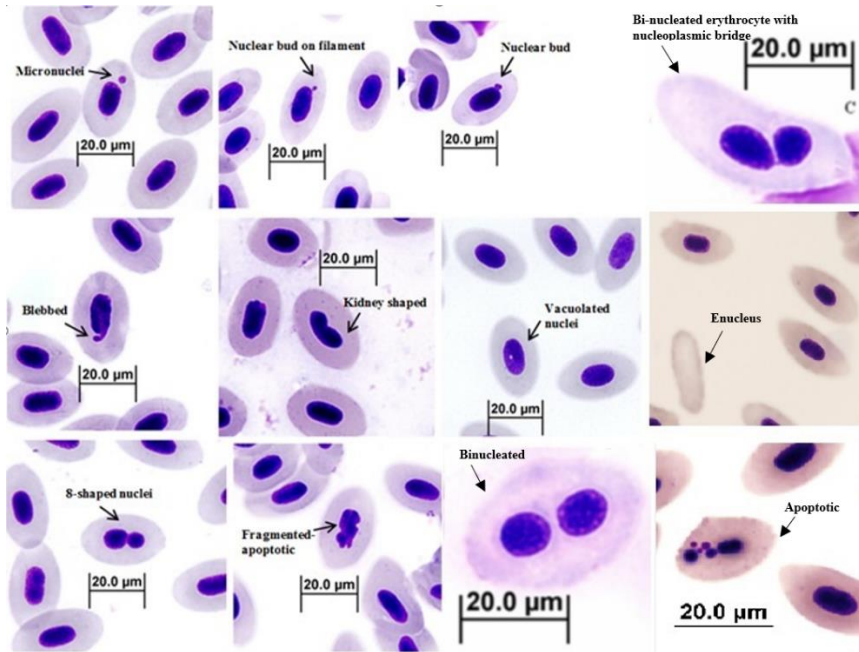 Micronuclei
20.0 µm
Nuclear bud on filament
20.0 µm
Nuclear bud
20.0 µm
Bi-nucleated erythrocyte with
nucleoplasmic bridge
20.0 µm
C
Blebbed
20.0 µm
20.0 µm
Kidney shaped
Vacuolated
nuclei
20.0 µm
Enucleus
8-shaped nuclei
20.0 µm
Fragmented-
apoptotic
20.0 µm
Binucleated
20.0 µm
Apoptotic
20.0 µm